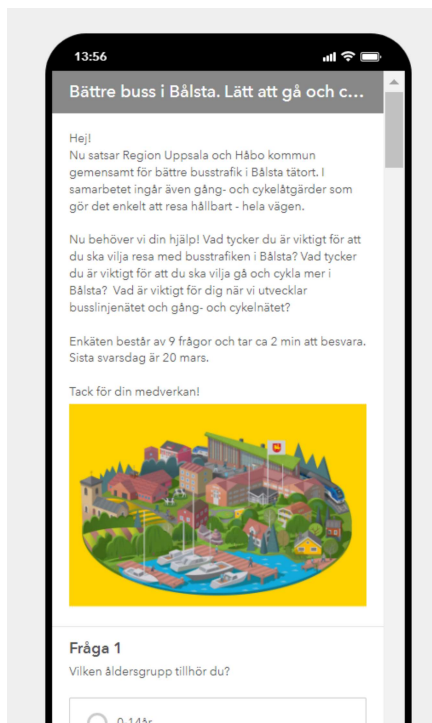 13:56
Bättre buss i Bålsta. Lätt att gå och c...
Hej!
Nu satsar Region Uppsala och Håbo kommun
gemensamt för bättre busstrafik i Bålsta tätort. I
samarbetet ingår även gång- och cykelåtgärder som
gör det enkelt att resa hållbart - hela vägen.
Nu behöver vi din hjälp! Vad tycker du är viktigt för att
du ska vilja resa med busstrafiken i Bålsta? Vad tycker
du är viktigt för att du ska vilja gå och cykla mer i
Bålsta?  Vad är viktigt för dig när vi utvecklar
busslinjenätet och gång- och cykelnätet?
Enkäten består av 9 frågor och tar ca 2 min att besvara.
Sista svarsdag är 20 mars.
Tack för din medverkan!
Fråga 1
Vilken åldersgrupp tillhör du?
0-14år